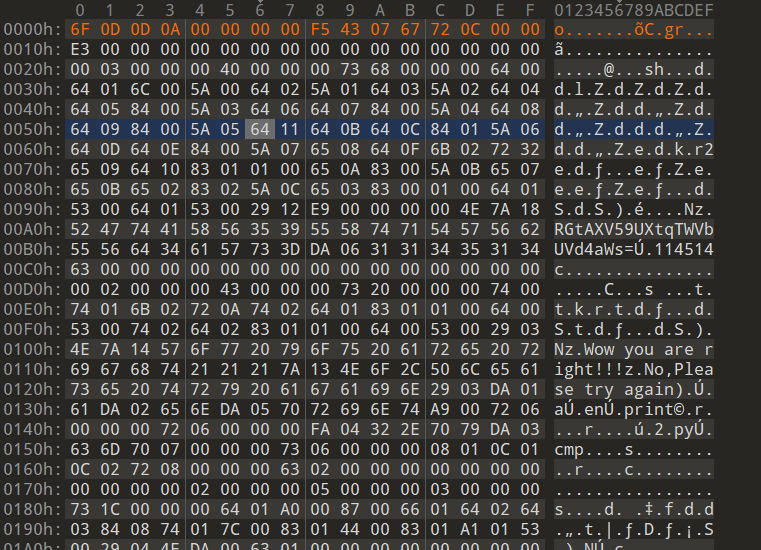 0 1 2 3 4 5 6 7 8 9 A B C D E F 0123456789ABCDEF
0000h: 6F 0D 0D 0A 00 00 00 00 F5 43 07 67 72 0C 00 00 o.......õC.gr...
0010h: E3 00 00 00 00 00 00 00 00 00 00 00 00 00 00 00 ã...............
0020h: 00 03 00 00 00 40 00 00 00 73 68 00 00 00 64 00 .....@...sh...d.
0030h: 64 01 6C 00 5A 00 64 02 5A 01 64 03 5A 02 64 04 d.l.Z.d.Z.d.Z.d.
0040h: 64 05 84 00 5A 03 64 06 64 07 84 00 5A 04 64 08 d.„.Z.d.d.„.Z.d.
0050h: 64 09 84 00 5A 05 64 11 64 0B 64 0C 84 01 5A 06 d.„.Z.d.d.d.„.Z.
0060h: 64 0D 64 0E 84 00 5A 07 65 08 64 0F 6B 02 72 32 d.d.„.Z.e.d.k.r2
0070h: 65 09 64 10 83 01 01 00 65 0A 83 00 5A 0B 65 07 e.d.ƒ...e.ƒ.Z.e.
0080h: 65 0B 65 02 83 02 5A 0C 65 03 83 00 01 00 64 01 e.e.ƒ.Z.e.ƒ...d.
0090h: 53 00 64 01 53 00 29 12 E9 00 00 00 00 4E 7A 18 S.d.S.).é....Nz.
00A0h: 52 47 74 41 58 56 35 39 55 58 74 71 54 57 56 62 RGtAXV59UXtqTWVb
00B0h: 55 56 64 34 61 57 73 3D DA 06 31 31 34 35 31 34 UVd4aWs=Ú.114514
00C0h: 63 00 00 00 00 00 00 00 00 00 00 00 00 00 00 00 c...............
00D0h: 00 02 00 00 00 43 00 00 00 73 20 00 00 00 74 00 .....C...s ...t.
00E0h: 74 01 6B 02 72 0A 74 02 64 01 83 01 01 00 64 00 t.k.r.t.d.ƒ...d.
00F0h: 53 00 74 02 64 02 83 01 01 00 64 00 53 00 29 03 S.t.d.ƒ...d.S.).
0100h: 4E 7A 14 57 6F 77 20 79 6F 75 20 61 72 65 20 72 Nz.Wow you are r
0110h: 69 67 68 74 21 21 21 7A 13 4E 6F 2C 50 6C 65 61 ight!!!z.No,Plea
0120h: 73 65 20 74 72 79 20 61 67 61 69 6E 29 03 DA 01 se try again).Ú.
0130h: 61 DA 02 65 6E DA 05 70 72 69 6E 74 A9 00 72 06 aÚ.enÚ.print©.r.
0140h: 00 00 00 72 06 00 00 00 FA 04 32 2E 70 79 DA 03 ...r....ú.2.pyÚ.
0150h: 63 6D 70 07 00 00 00 73 06 00 00 00 08 01 0C 01 cmp....s........
0160h: 0C 02 72 08 00 00 00 63 02 00 00 00 00 00 00 00 ..r....c........
0170h: 00 00 00 00 02 00 00 00 05 00 00 00 03 00 00 00 ................
0180h: 73 1C 00 00 00 64 01 A0 00 87 00 66 01 64 02 64 s....d. .‡.f.d.d
0190h: 03 84 08 74 01 7C 00 83 01 44 00 83 01 A1 01 53 .„.t.|.ƒ.D.ƒ.¡.S